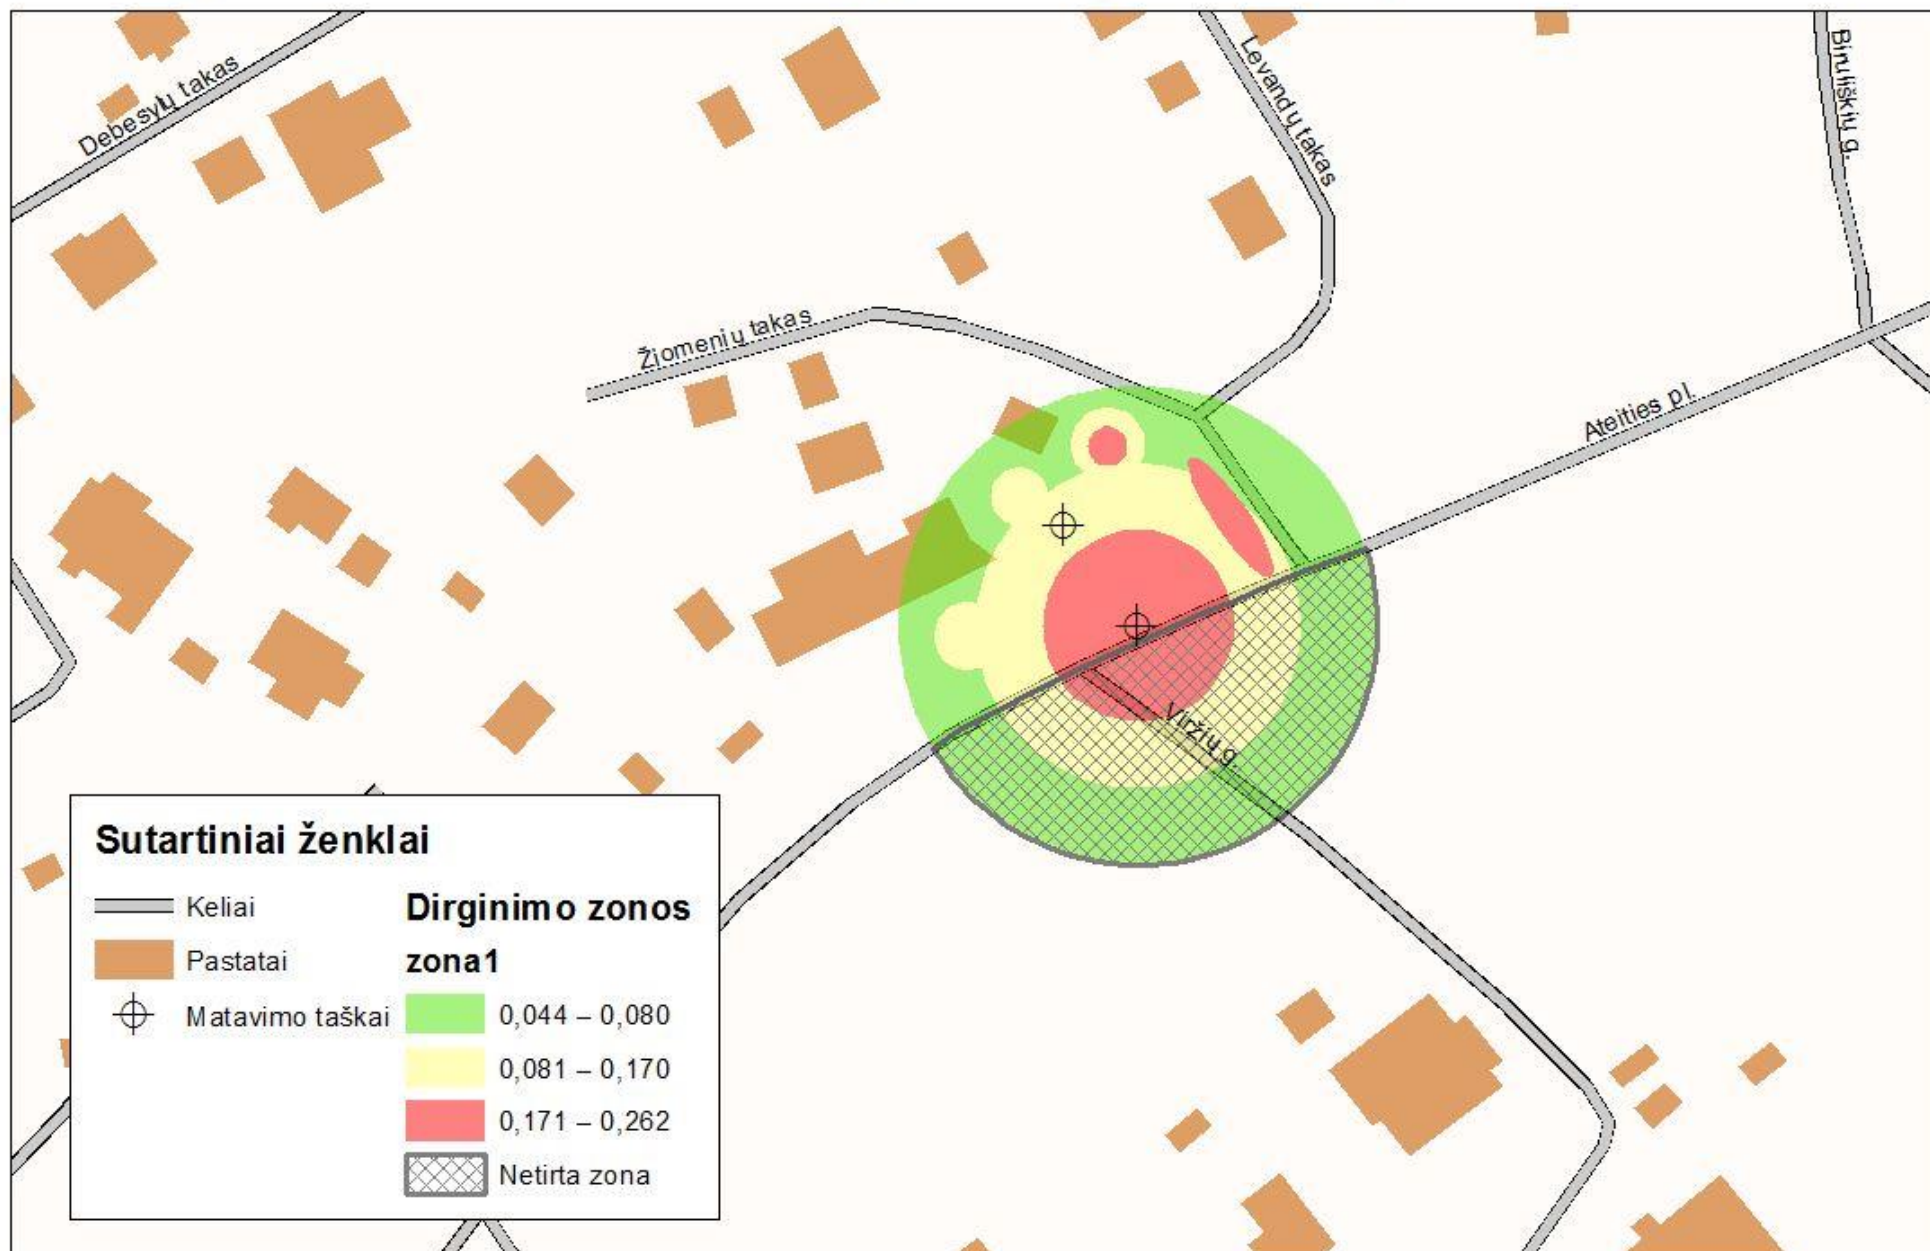 Debesylų takas
Levandų takas
Biruliškių g.
Žiomenių takas
Ateities pl.
Viržių g.
Sutartiniai ženklai
Keliai
Pastatai
Matavimo taškai
Dirginimo zonos
zona1
0,044 – 0,080
0,081 – 0,170
0,171 – 0,262
Netirta zona